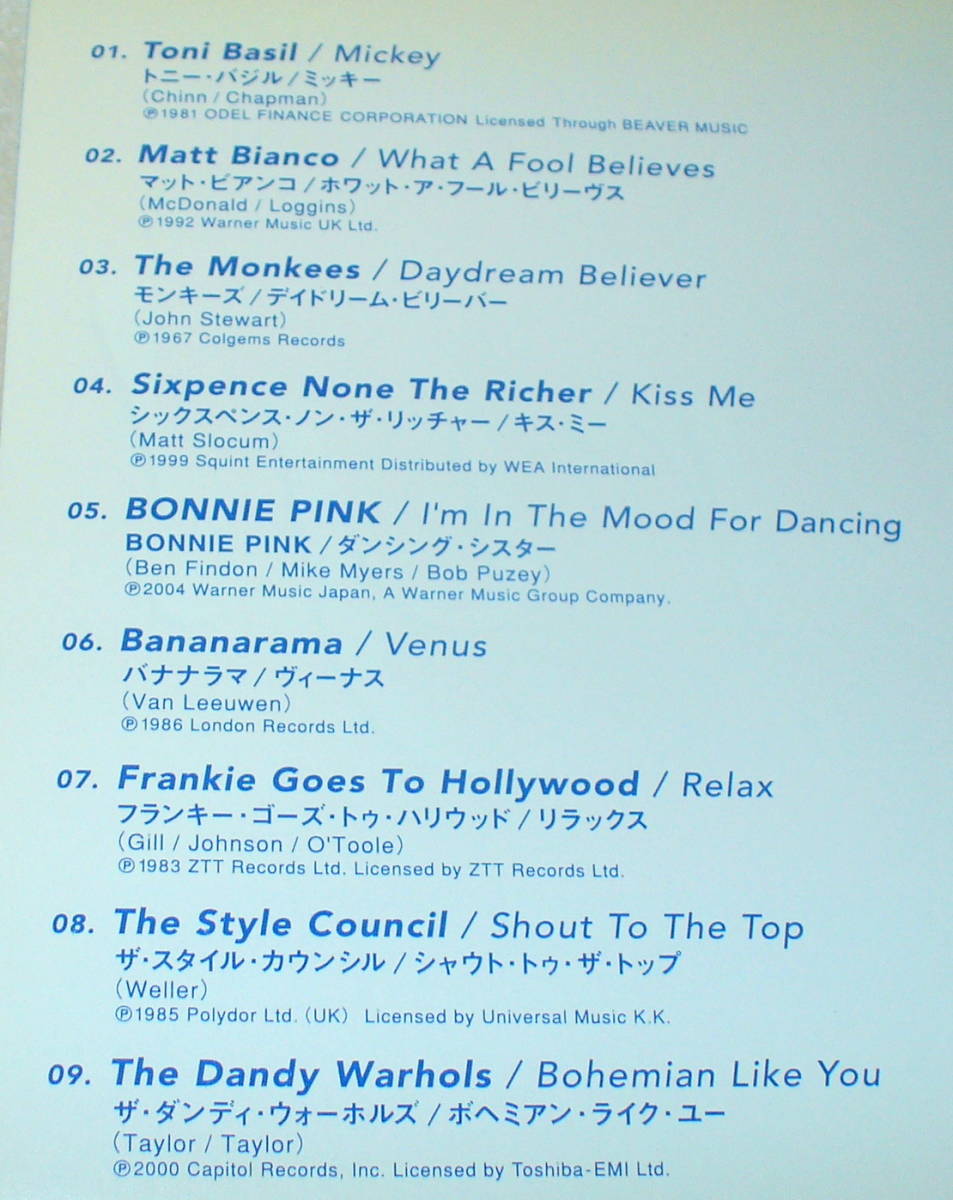 01. Toni Basil / Mickey
トニー・バジル / ミッキー
(Chinn / Chapman)
Ⓟ1981 ODEL FINANCE CORPORATION Licensed Through BEAVER MUSIC
02. Matt Bianco / What A Fool Believes
マット・ビアンコ / ホワット・ア・フール・ビリーヴス
(McDonald / Loggins)
Ⓟ1992 Warner Music UK Ltd.
03. The Monkees / Daydream Believer
モンキーズ / デイドリーム・ビリーバー
(John Stewart)
Ⓟ1967 Colgems Records
04. Sixpence None The Richer / Kiss Me
シックスペンス・ノン・ザ・リッチャー / キス・ミー
(Matt Slocum)
Ⓟ1999 Squint Entertainment Distributed by WEA International
05. BONNIE PINK / I'm In The Mood For Dancing
BONNIE PINK / ダンシング・シスター
(Ben Findon / Mike Myers / Bob Puzey)
Ⓟ2004 Warner Music Japan, A Warner Music Group Company.
06. Bananarama / Venus
バナナラマ / ヴィーナス
(Van Leeuwen)
Ⓟ1986 London Records Ltd.
07. Frankie Goes To Hollywood / Relax
フランキー・ゴーズ・トゥ・ハリウッド / リラックス
(Gill / Johnson / O'Toole)
Ⓟ1983 ZTT Records Ltd. Licensed by ZTT Records Ltd.
08. The Style Council / Shout To The Top
ザ・スタイル・カウンシル / シャウト・トゥ・ザ・トップ
(Weller)
Ⓟ1985 Polydor Ltd. (UK) Licensed by Universal Music K.K.
09. The Dandy Warhols / Bohemian Like You
ザ・ダンディ・ウォーホルズ / ボヘミアン・ライク・ユー
(Taylor / Taylor)
Ⓟ2000 Capitol Records, Inc. Licensed by Toshiba-EMI Ltd.